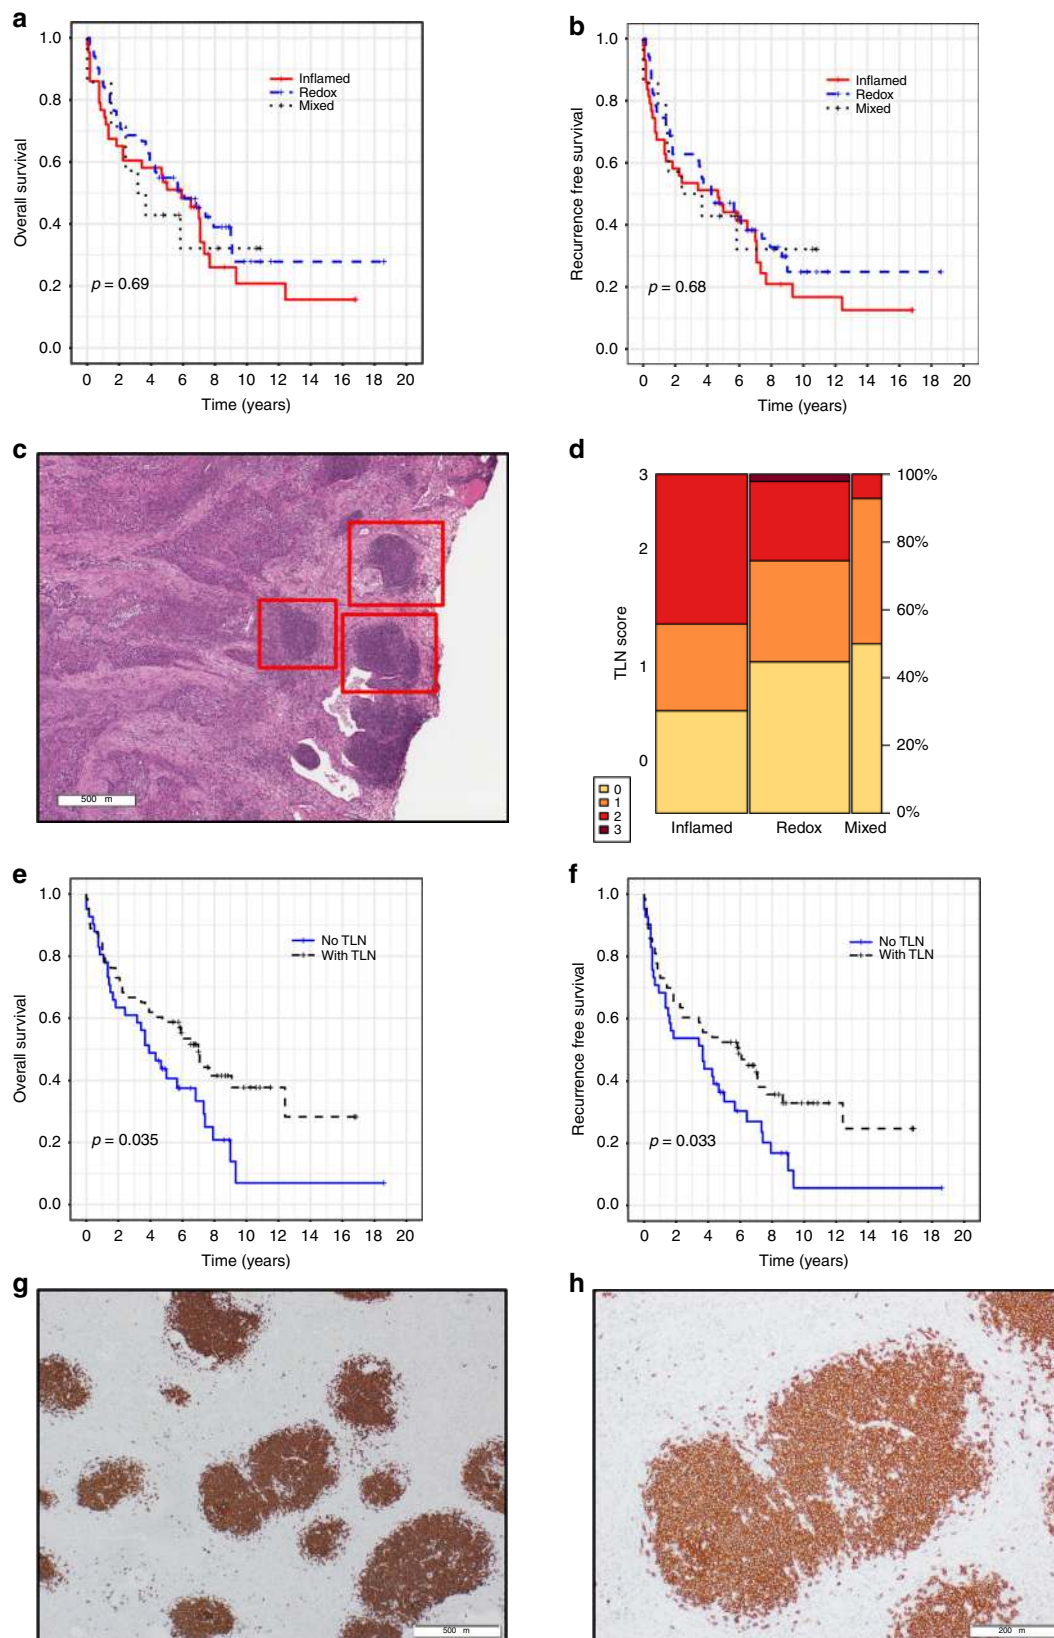 a
1.0
0.8
0.6
0.4
0.2
0.0
Overall survival
Inflamed
Redox
Mixed
p = 0.69
0 2 4 6 8 10 12 14 16 18 20
Time (years)
b
1.0
0.8
0.6
0.4
0.2
0.0
Recurrence free survival
Inflamed
Redox
Mixed
p = 0.68
0 2 4 6 8 10 12 14 16 18 20
Time (years)
c
500 m
d
3
2
1
0
TLN score
100%
80%
60%
40%
20%
0%
0
1
2
3
Inflamed Redox Mixed
e
1.0
0.8
0.6
0.4
0.2
0.0
Overall survival
No TLN
With TLN
p = 0.035
0 2 4 6 8 10 12 14 16 18 20
Time (years)
f
1.0
0.8
0.6
0.4
0.2
0.0
Recurrence free survival
No TLN
With TLN
p = 0.033
0 2 4 6 8 10 12 14 16 18 20
Time (years)
g
500 m
h
200 m